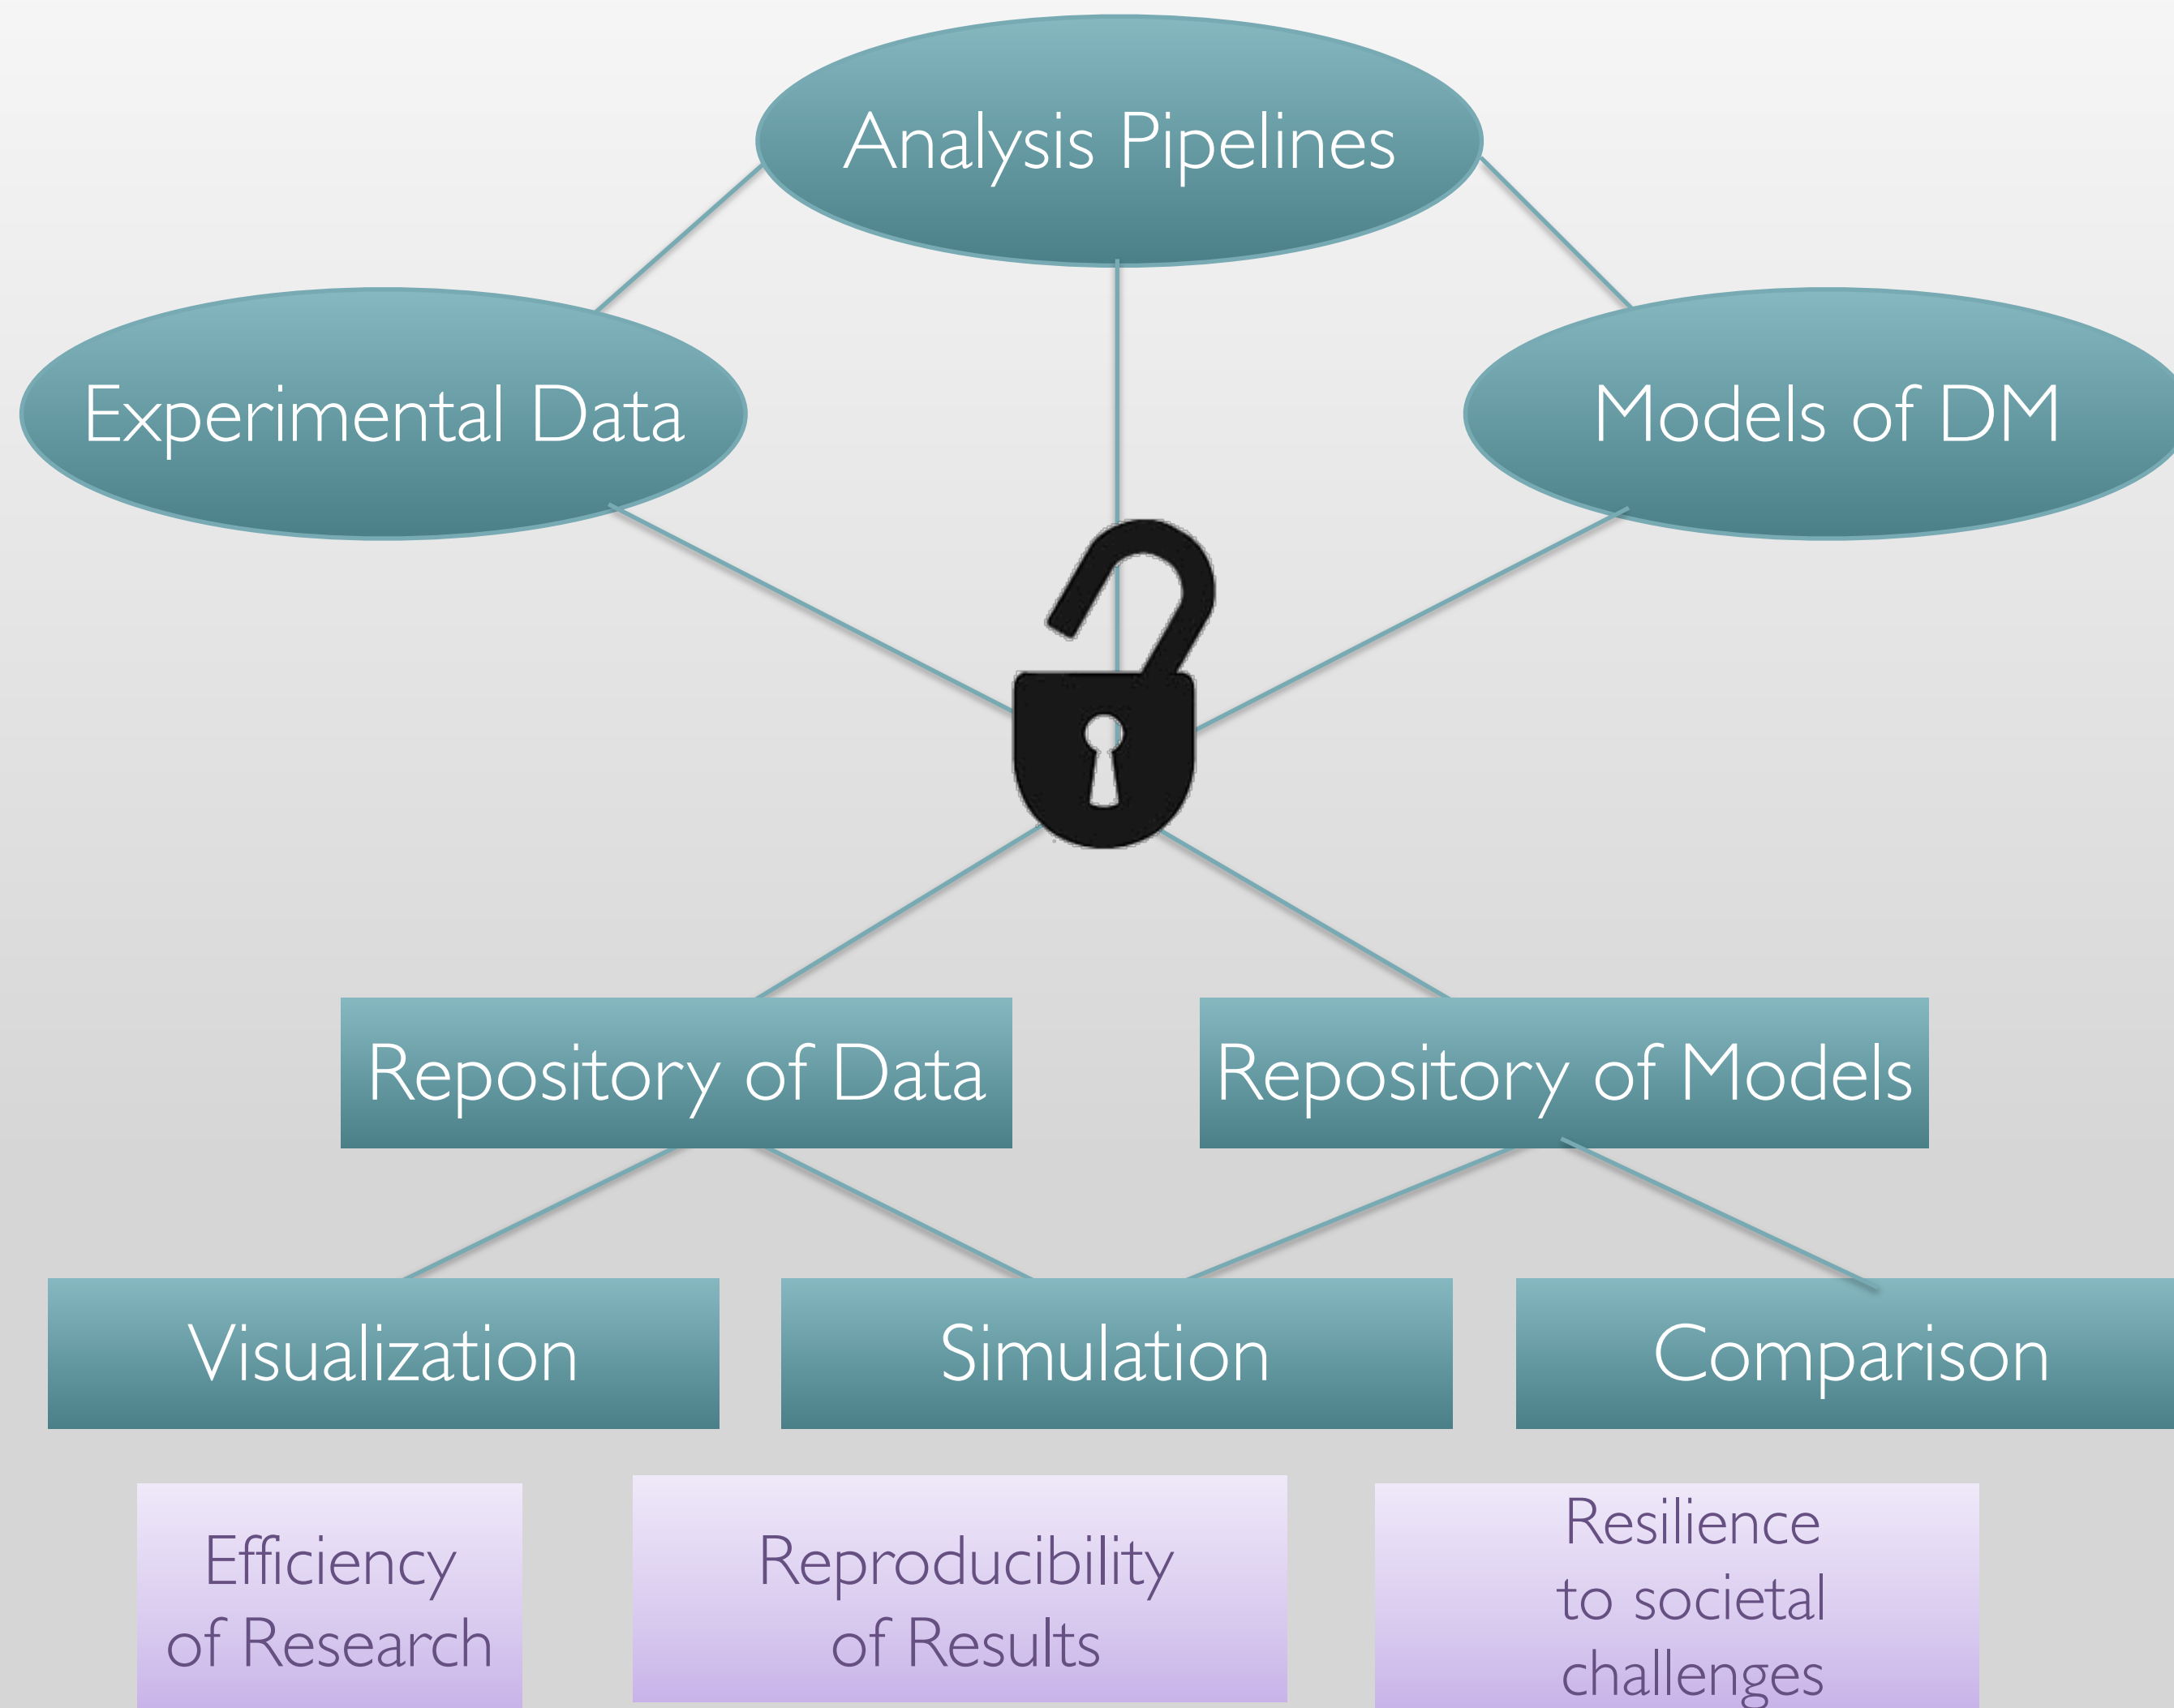 Analysis Pipelines
Experimental Data
Models of DM
Repository of Data
Repository of Models
Visualization
Simulation
Comparison
Efficiency
of Research
Reproducibility
of Results
Resilience
to societal
challenges